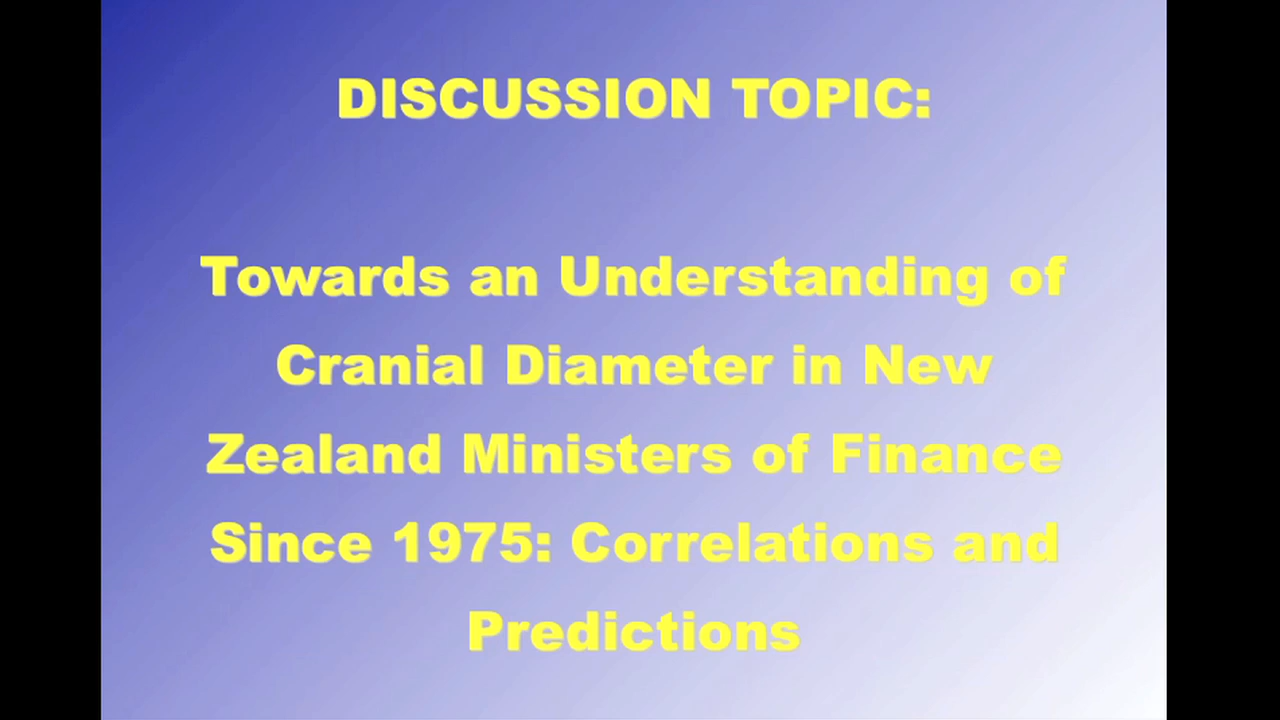 DISCUSSION TOPIC:
Towards an Understanding of
Cranial Diameter in New
Zealand Ministers of Finance
Since 1975: Correlations and
Predictions